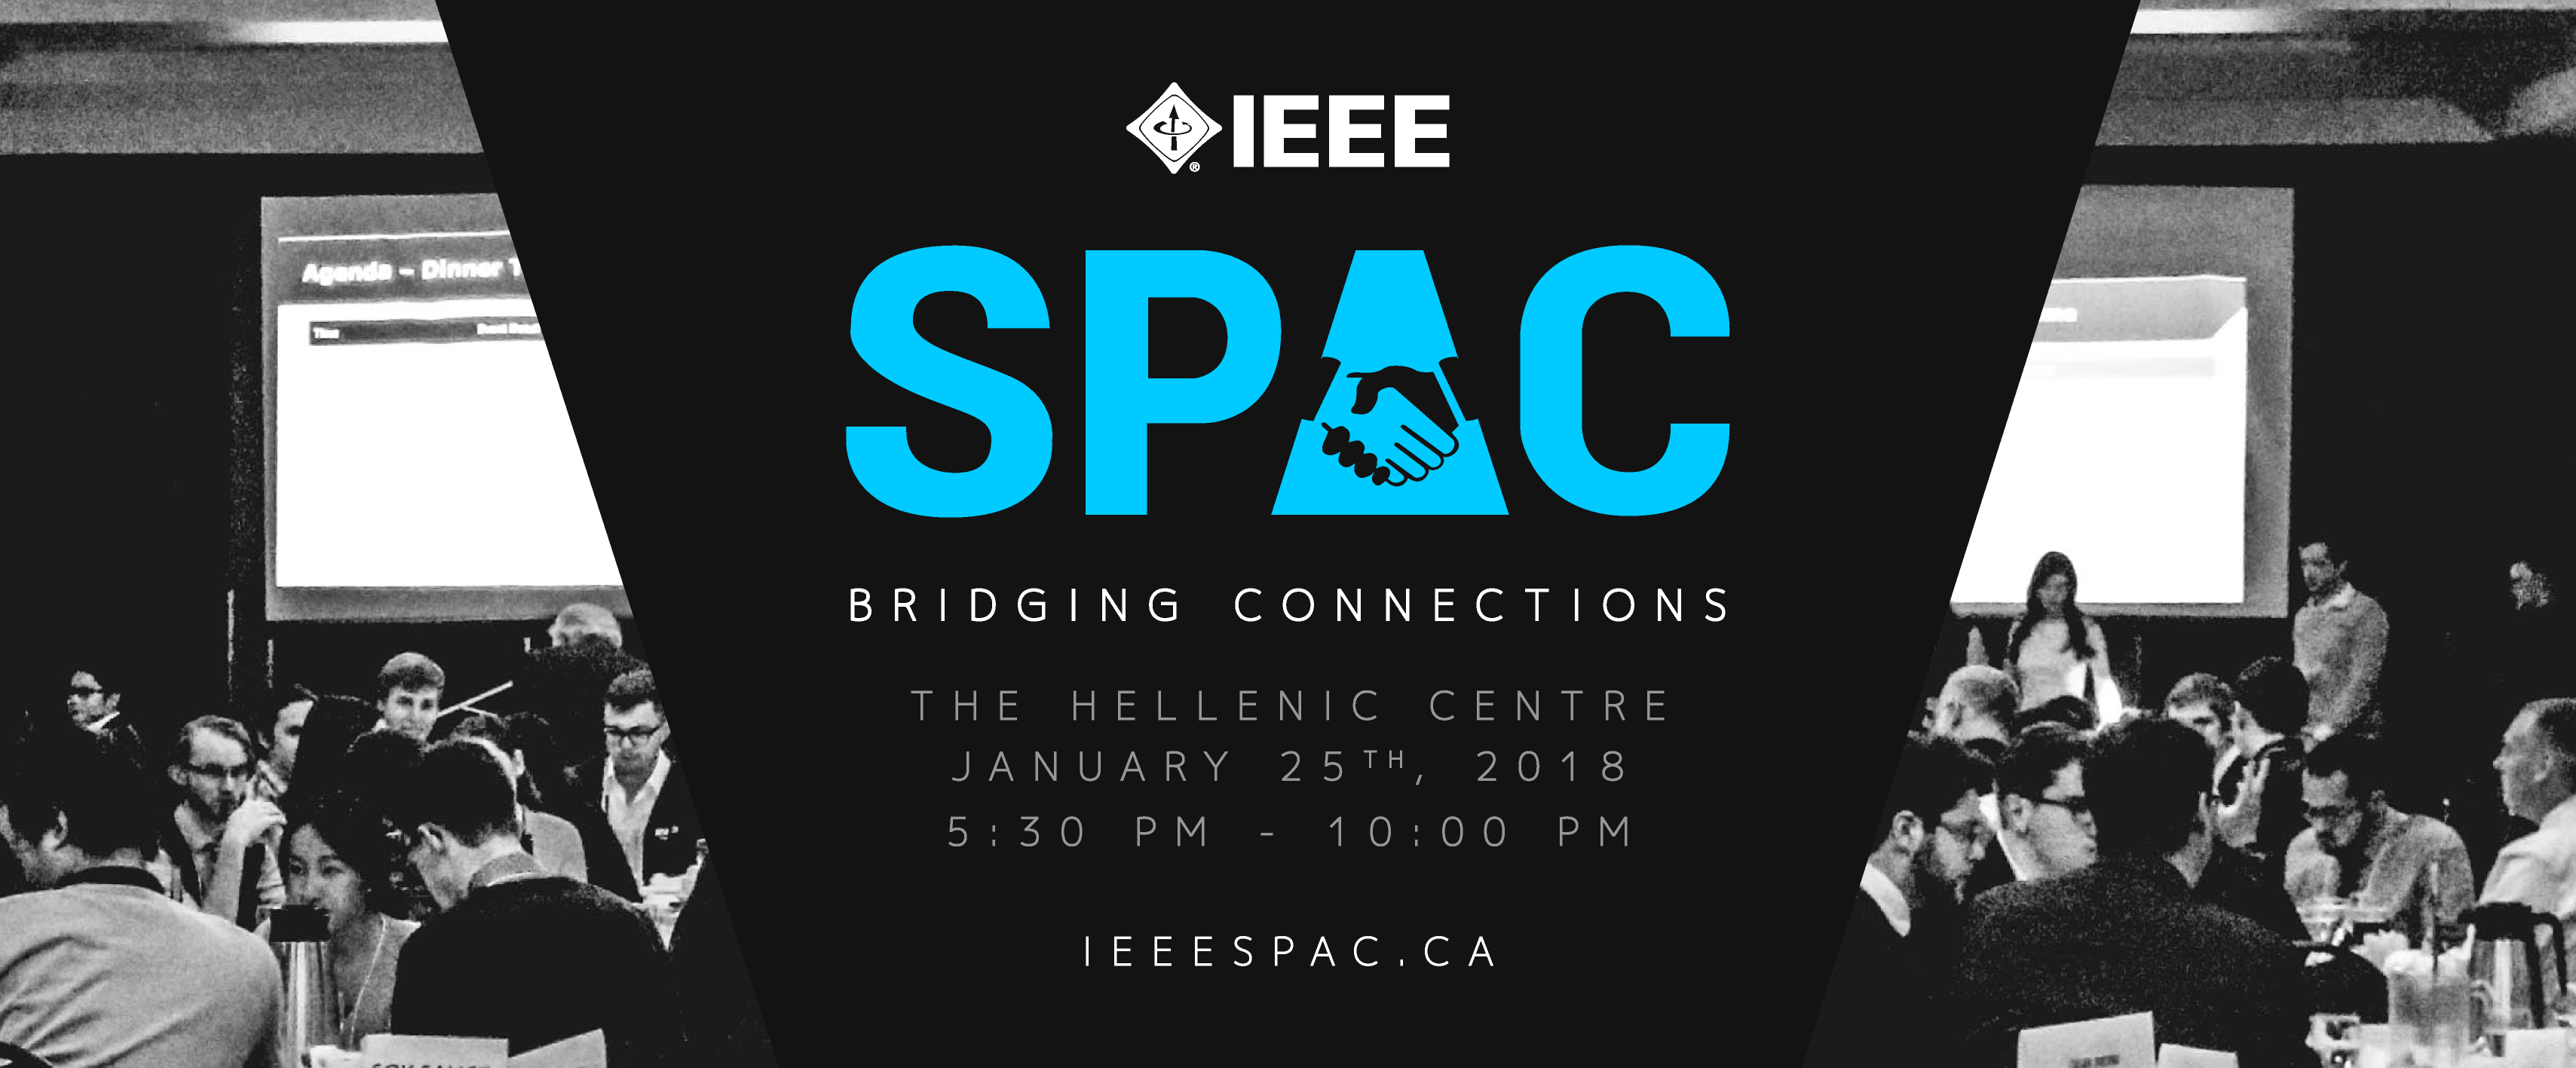 IEEE
SPAC
BRIDGING CONNECTIONS
THE HELLENIC CENTRE
JANUARY 25TH, 2018
5:30 PM - 10:00 PM
IEEESPAC.CA
Agenda – Dinner
Time